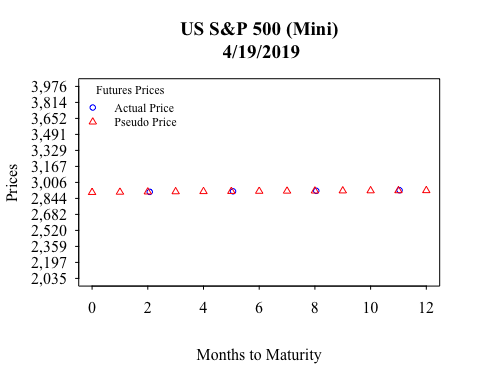 US S&P 500 (Mini)
4/19/2019
Futures Prices
Actual Price
Pseudo Price
Prices
3,976
3,814
3,652
3,491
3,329
3,167
3,006
2,844
2,682
2,520
2,359
2,197
2,035
0 2 4 6 8 10 12
Months to Maturity